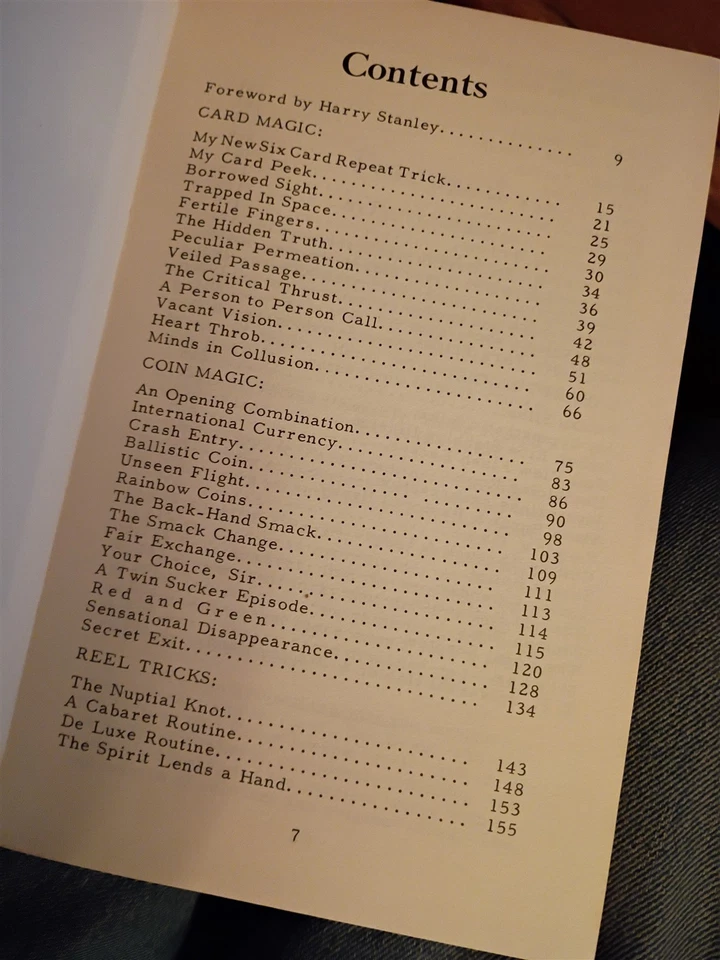 Contents
Foreword by Harry Stanley.............. 9
CARD MAGIC:
My New Six Card Repeat Trick............ 15
My Card Peek......................... 21
Borrowed Sight........................ 25
Trapped In Space...................... 29
Fertile Fingers........................ 30
The Hidden Truth...................... 34
Peculiar Permeation................... 36
Veiled Passage........................ 39
The Critical Thrust.................... 42
A Person to Person Call................ 48
Vacant Vision......................... 51
Heart Throb.......................... 60
Minds in Collusion..................... 66
COIN MAGIC:
An Opening Combination................. 75
International Currency.................. 83
Crash Entry........................... 86
Ballistic Coin.......................... 90
Unseen Flight.......................... 98
Rainbow Coins......................... 103
The Back-Hand Smack................... 109
The Smack Change...................... 111
Fair Exchange......................... 113
Your Choice, Sir....................... 114
A Twin Sucker Episode.................. 115
Red and Green...................... 120
Sensational Disappearance................ 128
Secret Exit............................ 134
REEL TRICKS:
The Nuptial Knot........................ 143
A Cabaret Routine....................... 148
De Luxe Routine........................ 153
The Spirit Lends a Hand................. 155
7